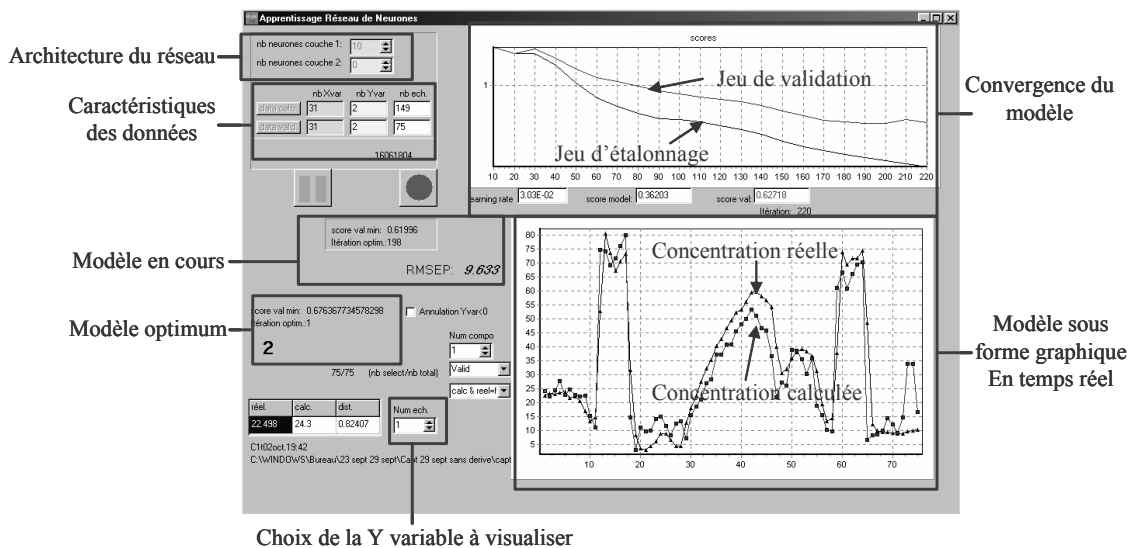 Apprentissage Réseau de Neurones
Architecture du réseau
nb neurones couche 1: 10
nb neurones couche 2: 0
Caractéristiques
des données
nb Xvar nb Yvar nb ech.
data calib. 31 2 149
data valid. 31 2 75
16061804
scores
1
Jeu de validation
Jeu d'étalonnage
10 20 30 40 50 60 70 80 90 100 110 120 130 140 150 160 170 180 190 200 210 220
earning rate 3.03E-02 score model: 0.36203 score val: 0.62718
Itération: 220
Convergence du
modèle
Modèle en cours
score val min: 0.61996
Itération optim.:198
RMSEP: 9.633
Modèle optimum
score val min: 0.676367734578298
tération optim.:1
2
Annulation Yvar<0
Num compo
1
Valid
75/75 (nb select/nb total)
calc & reel=f
réel. calc. dist.
22.498 24.3 0.82407
Num ech.
1
C1t02oct.19:42
C:\WINDOWS\Bureau\23 sept 29 sept\Capt 29 sept sans derive\capt
80
75
70
65
60
55
50
45
40
35
30
25
20
15
10
5
10 20 30 40 50 60 70
Concentration réelle
Concentration calculée
Modèle sous
forme graphique
En temps réel
Choix de la Y variable à visualiser